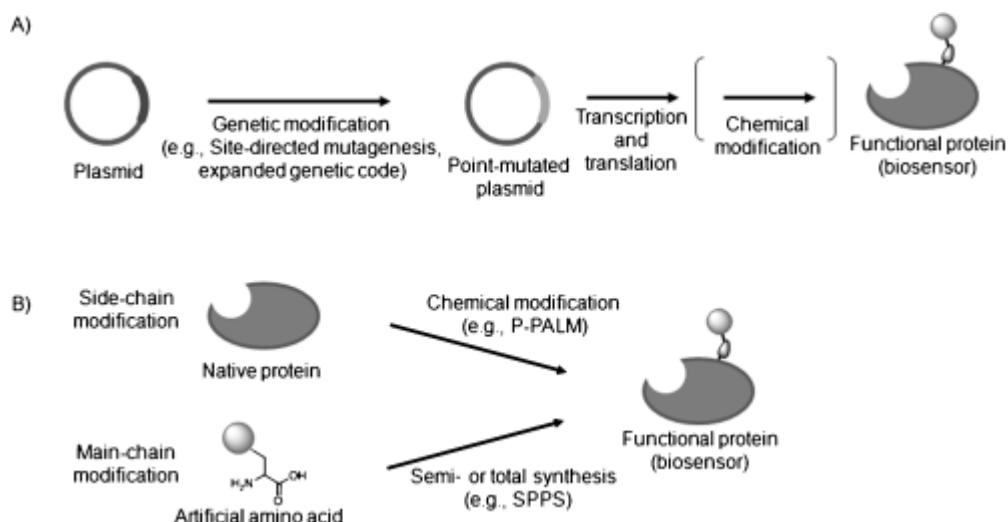 A)
Plasmid
Genetic modification
(e.g., Site-directed mutagenesis,
expanded genetic code)
Point-mutated
plasmid
Transcription
and
translation
Chemical
modification
Functional protein
(biosensor)
B)
Side-chain
modification
Native protein
Chemical modification
(e.g., P-PALM)
Main-chain
modification
H₂N
OH
O
Artificial amino acid
Semi- or total synthesis
(e.g., SPPS)
Functional protein
(biosensor)